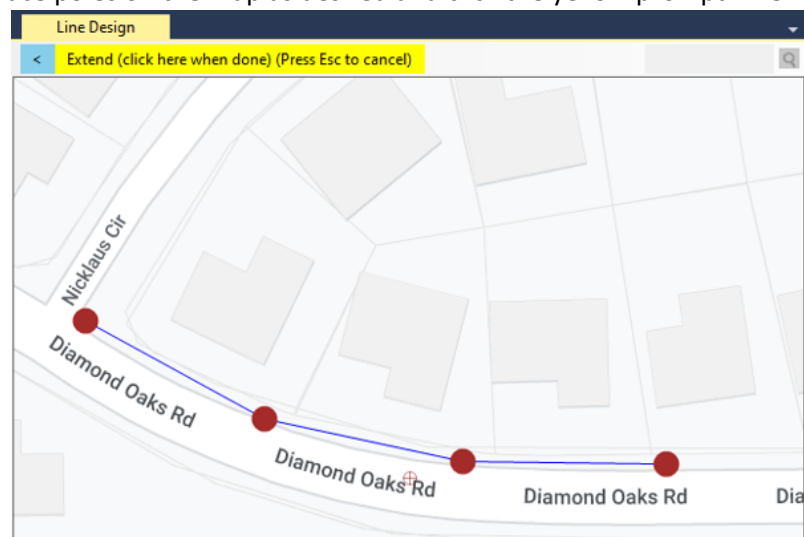 Line Design
< Extend (click here when done) (Press Esc to cancel)
Nicklaus Cir
Diamond Oaks Rd
Diamond Oaks Rd
Diamond Oaks Rd
Dia